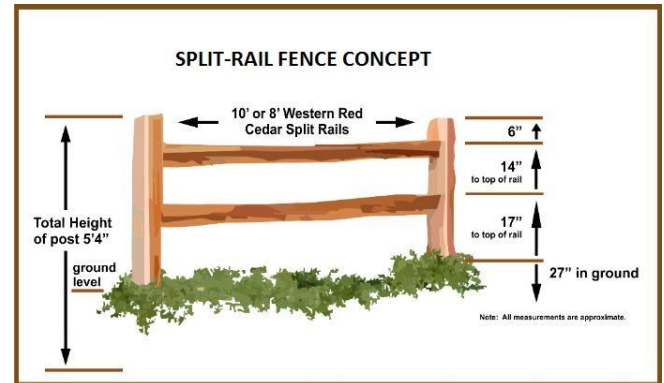 SPLIT-RAIL FENCE CONCEPT
10’ or 8’ Western Red
Cedar Split Rails
6”
14”
to top of rail
Total Height
of post 5’4”
17”
to top of rail
ground
level
27” in ground
Note: All measurements are approximate.